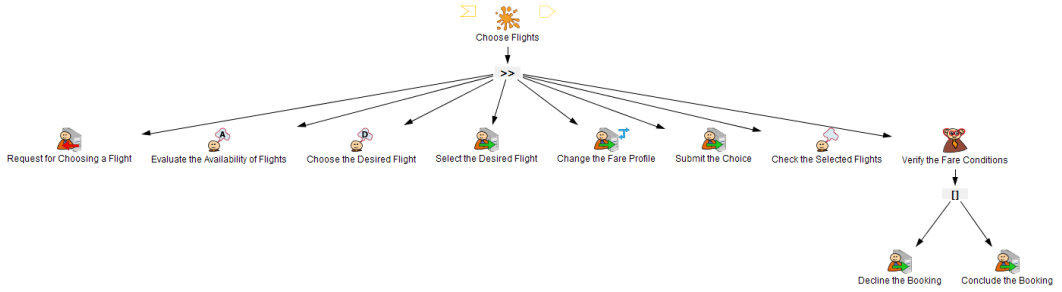 Choose Flights
>>
Request for Choosing a Flight
A
Evaluate the Availability of Flights
D
Choose the Desired Flight
Select the Desired Flight
Change the Fare Profile
Submit the Choice
Check the Selected Flights
Verify the Fare Conditions
[]
Decline the Booking
Conclude the Booking